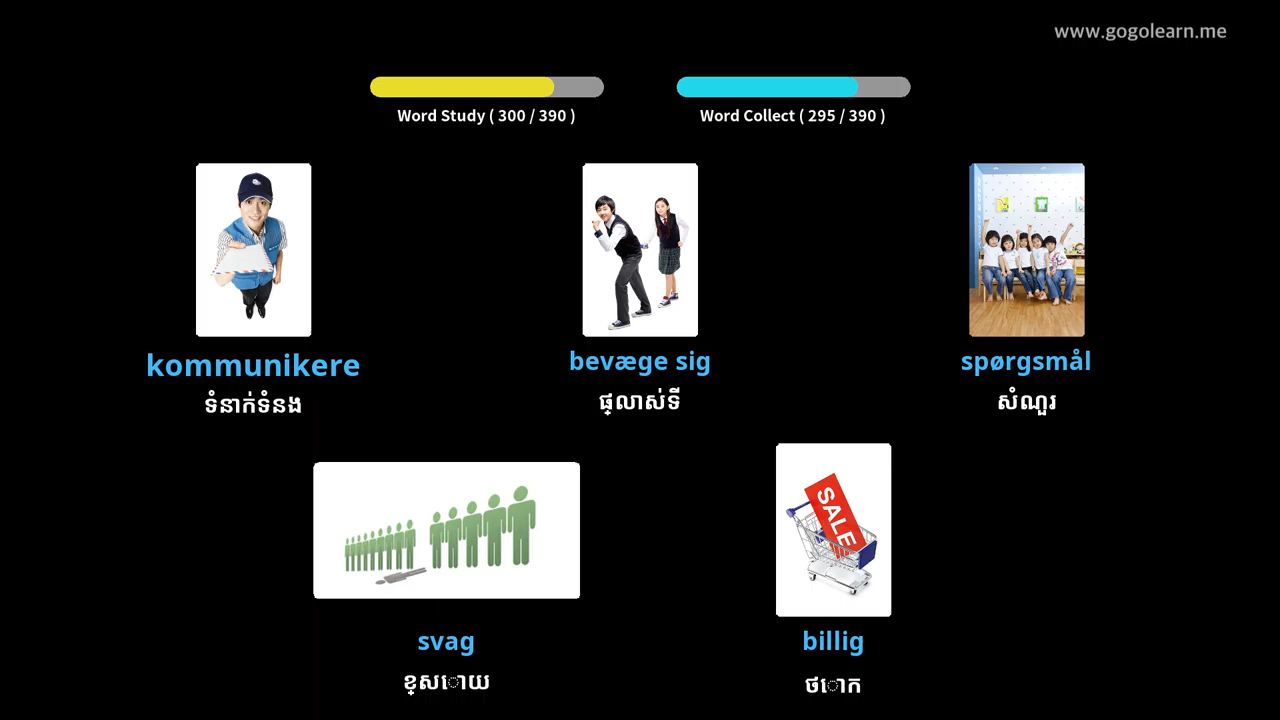 www.gogolearn.me
Word Study ( 300 / 390 )
Word Collect ( 295 / 390 )
kommunikere
ទំនាក់ទំនង
bevæge sig
ផ្លាស់ទី
spørgsmål
សំណួរ
SALE
svag
ខ្សោយ
billig
ថោក